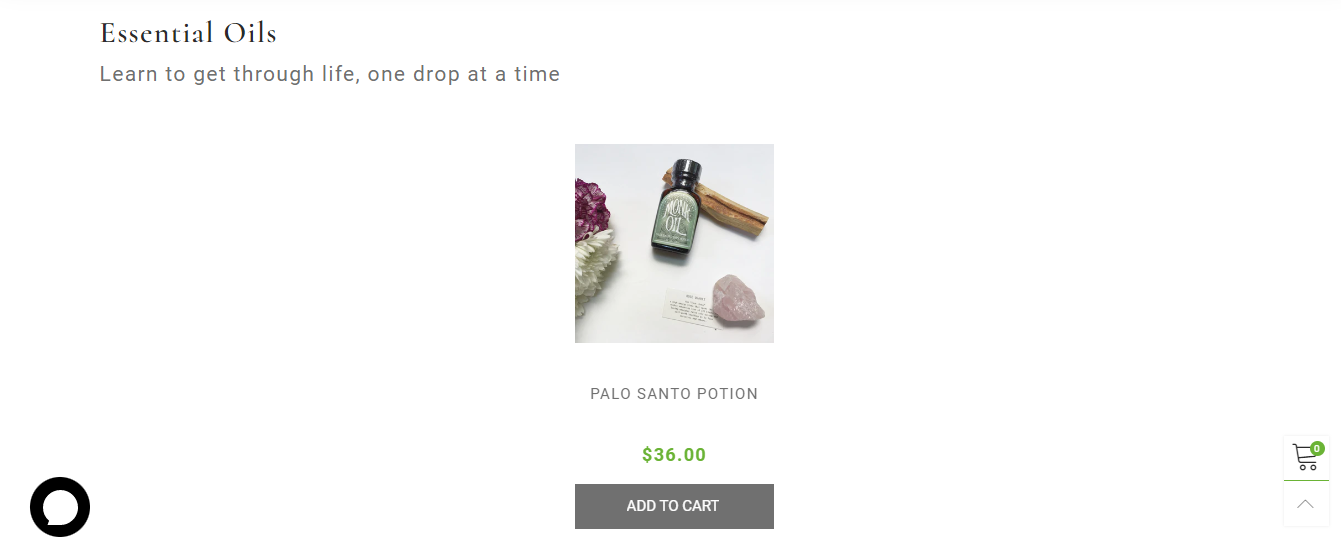 Essential Oils
Learn to get through life, one drop at a time
MONK
OIL
PALO SANTO POTION
$36.00
ADD TO CART
0